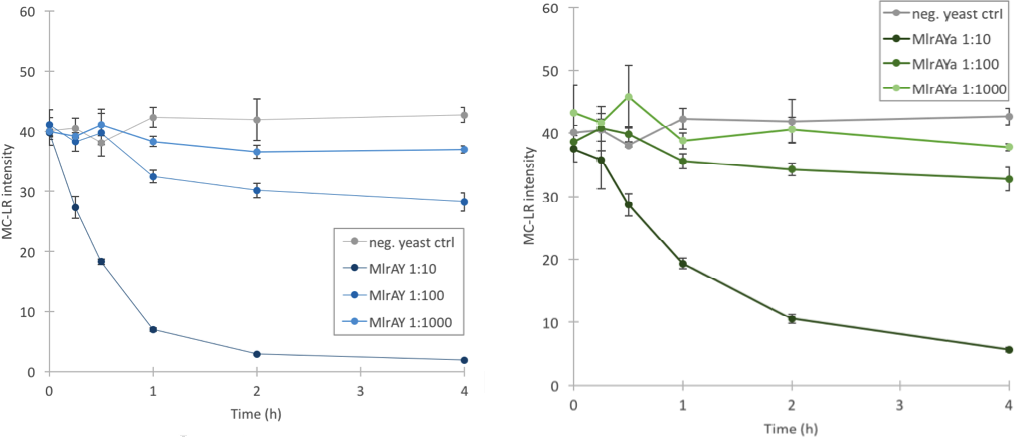 60
50
40
30
20
10
0
MC-LR intensity
neg. yeast ctrl
MlrAY 1:10
MlrAY 1:100
MlrAY 1:1000
0 1 2 3 4
Time (h)
60
50
40
30
20
10
0
MC-LR intensity
neg. yeast ctrl
MlrAYa 1:10
MlrAYa 1:100
MlrAYa 1:1000
0 1 2 3 4
Time (h)